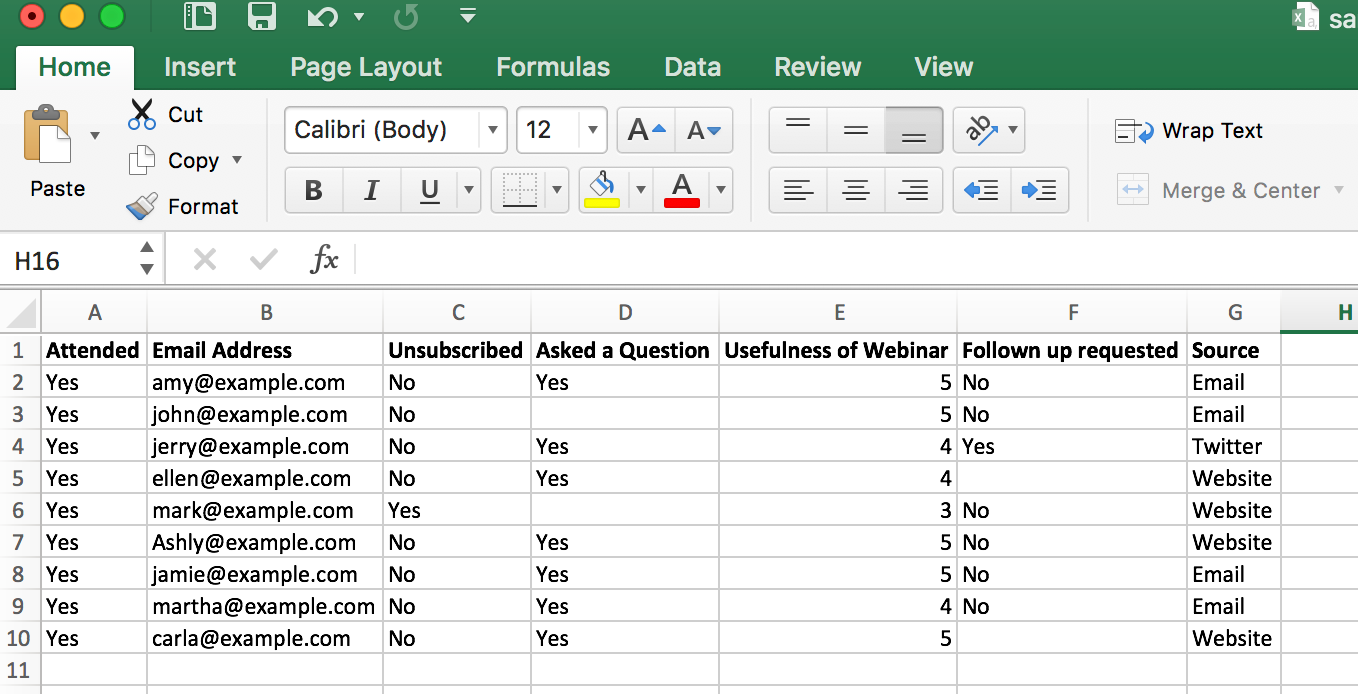 sa
Home Insert Page Layout Formulas Data Review View
Paste Cut Calibri (Body) 12 A A ab Wrap Text
Copy
Format B I U A Merge & Center
H16 fx
A B C D E F G H
1 Attended Email Address Unsubscribed Asked a Question Usefulness of Webinar Follown up requested Source
2 Yes amy@example.com No Yes 5 No Email
3 Yes john@example.com No 5 No Email
4 Yes jerry@example.com No Yes 4 Yes Twitter
5 Yes ellen@example.com No Yes 4 Website
6 Yes mark@example.com Yes 3 No Website
7 Yes Ashly@example.com No Yes 5 No Website
8 Yes jamie@example.com No Yes 5 No Email
9 Yes martha@example.com No Yes 4 No Email
10 Yes carla@example.com No Yes 5 Website
11